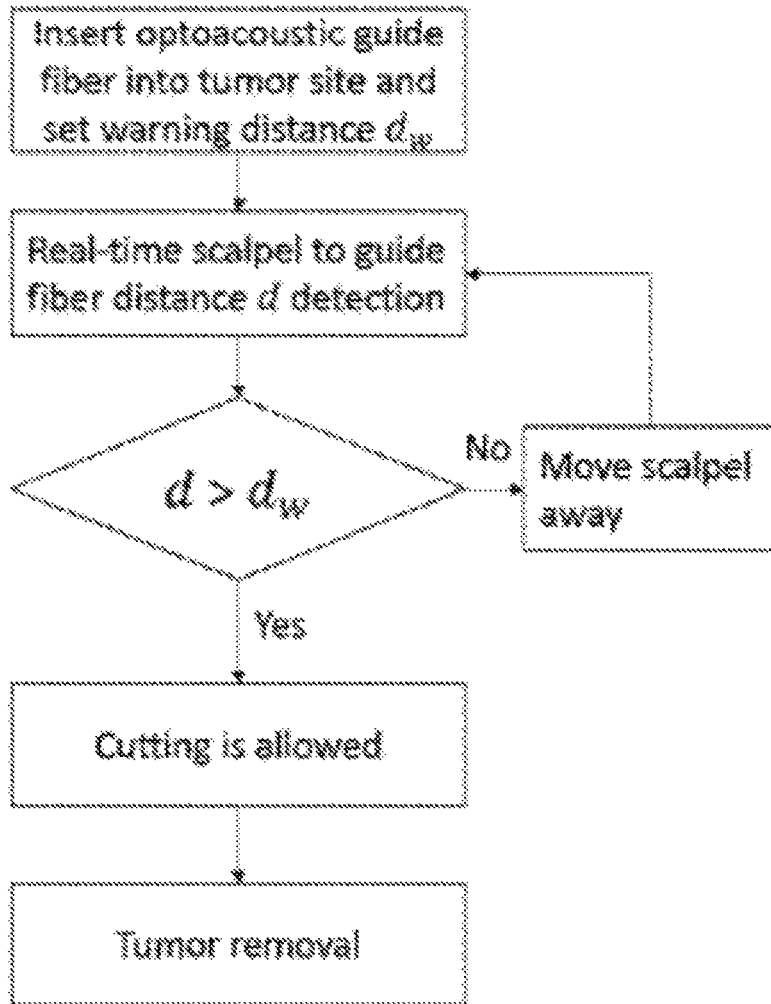 Insert optoacoustic guide
fiber into tumor site and
set warning distance d_w
Real-time scalpel to guide
fiber distance d detection
d > d_w
No
Move scalpel
away
Yes
Cutting is allowed
Tumor removal